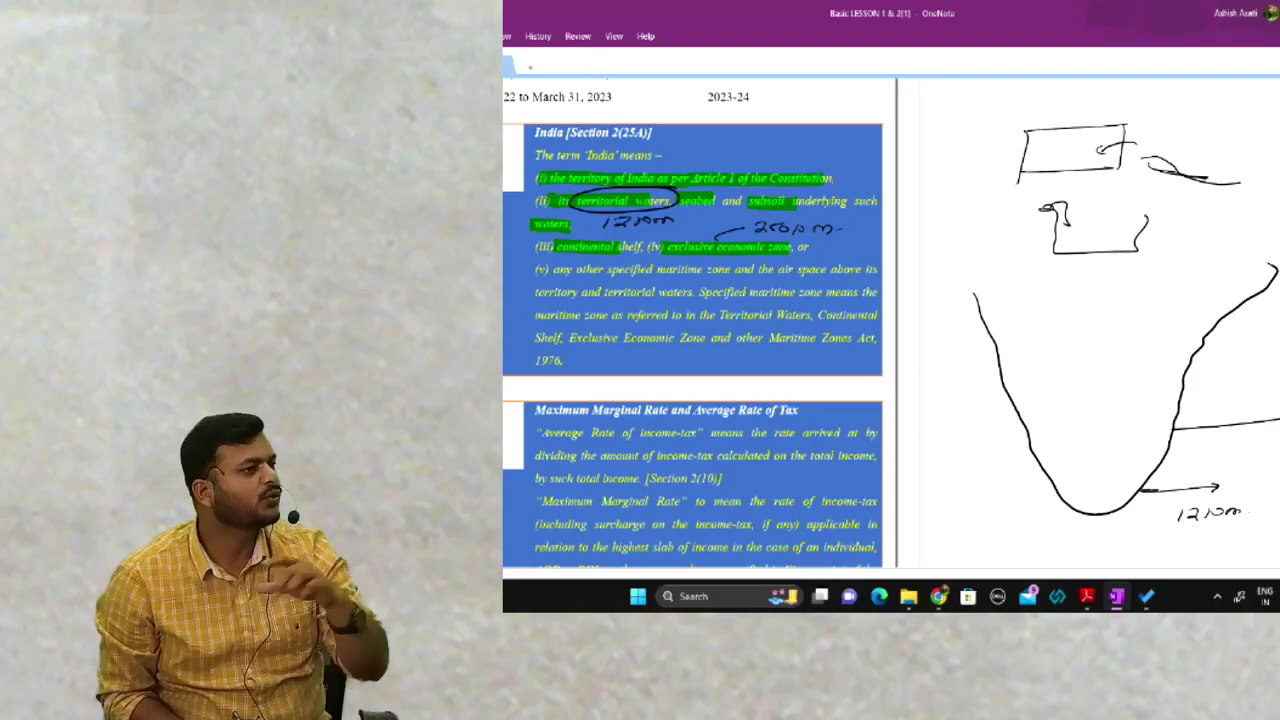 Basic LESSON 1 & 2[1] - OneNote
Ashish Asati
History Review View Help
22 to March 31, 2023 2023-24
India [Section 2(25A)]
The term 'India' means –
(i) the territory of India as per Article 1 of the Constitution,
(ii) its territorial waters, seabed and subsoil underlying such
waters,
12 nm
200 nm
(iii) continental shelf, (iv) exclusive economic zone, or
(v) any other specified maritime zone and the air space above its
territory and territorial waters. Specified maritime zone means the
maritime zone as referred to in the Territorial Waters, Continental
Shelf, Exclusive Economic Zone and other Maritime Zones Act,
1976.
Maximum Marginal Rate and Average Rate of Tax
"Average Rate of income-tax" means the rate arrived at by
dividing the amount of income-tax calculated on the total income,
by such total income. [Section 2(10)]
"Maximum Marginal Rate" to mean the rate of income-tax
(including surcharge on the income-tax, if any) applicable in
relation to the highest slab of income in the case of an individual,
12 nm
Search
ENG
IN